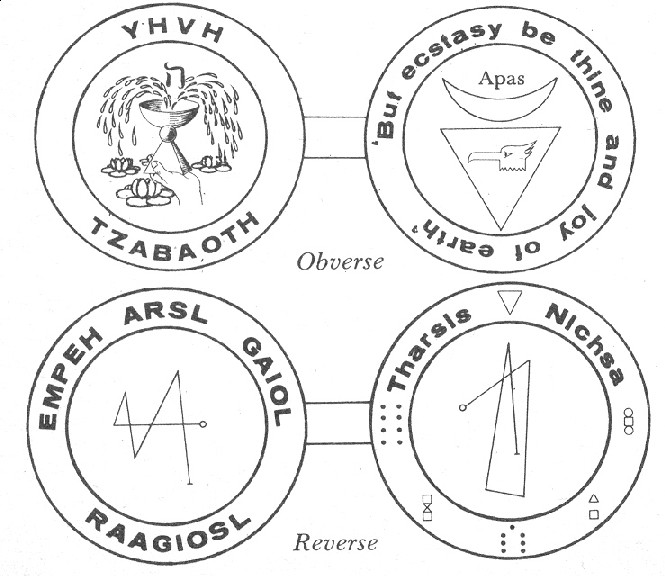 YHVH
ה
TZABAOTH
'But ecstasy be thine and joy of earth'
Apas
Obverse
EMPEH ARSL GAIOL
RAAGIOSL
Tharsis Nichsa
Reverse